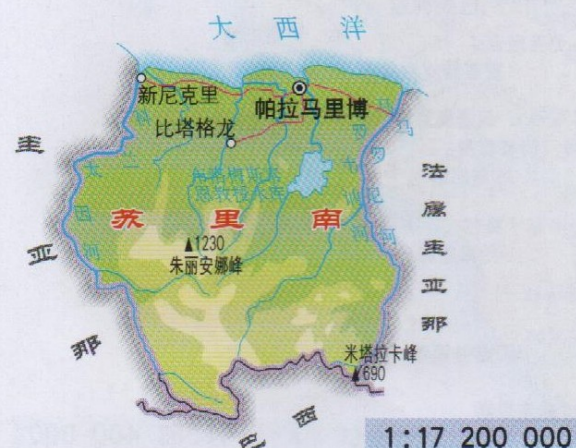 大西洋
新尼克里
帕拉马里博
比塔格龙
圭亚那
法属圭亚那
苏里南
▲1230
朱丽安娜峰
米塔拉卡峰
▲690
巴西
1:17 200 000